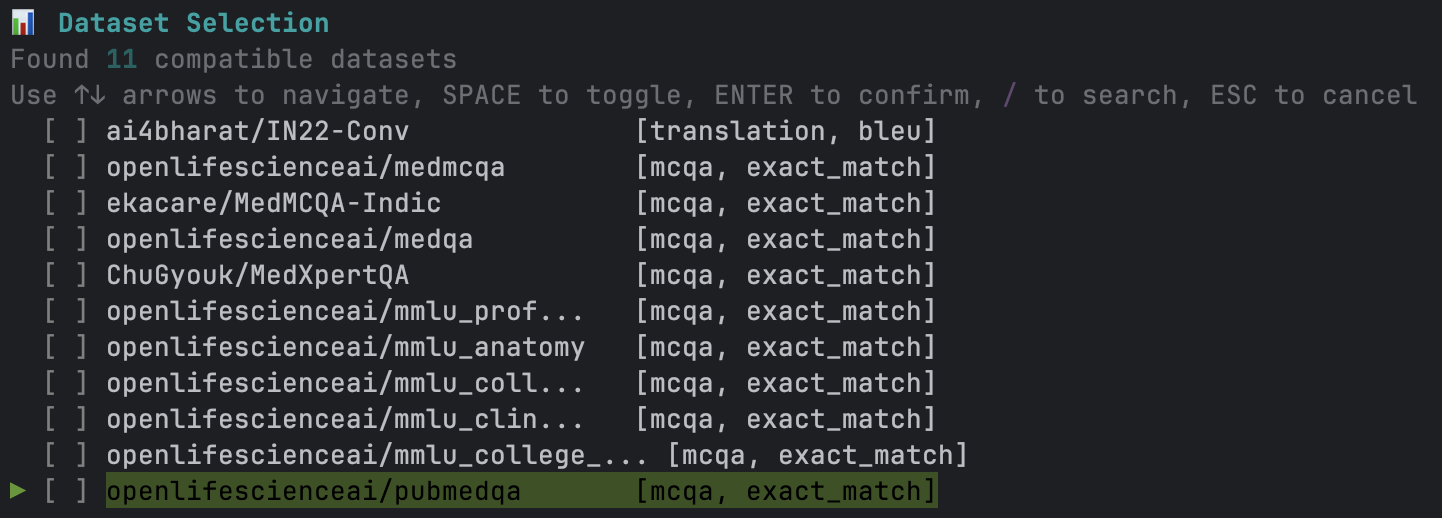 📊 Dataset Selection
Found 11 compatible datasets
Use ↑↓ arrows to navigate, SPACE to toggle, ENTER to confirm, / to search, ESC to cancel
[ ] ai4bharat/IN22-Conv [translation, bleu]
[ ] openlifescienceai/medmcqa [mcqa, exact_match]
[ ] ekacare/MedMCQA-Indic [mcqa, exact_match]
[ ] openlifescienceai/medqa [mcqa, exact_match]
[ ] ChuGyouk/MedXpertQA [mcqa, exact_match]
[ ] openlifescienceai/mmlu_prof... [mcqa, exact_match]
[ ] openlifescienceai/mmlu_anatomy [mcqa, exact_match]
[ ] openlifescienceai/mmlu_coll... [mcqa, exact_match]
[ ] openlifescienceai/mmlu_clin... [mcqa, exact_match]
[ ] openlifescienceai/mmlu_college_... [mcqa, exact_match]
▶ [ ] openlifescienceai/pubmedqa [mcqa, exact_match]